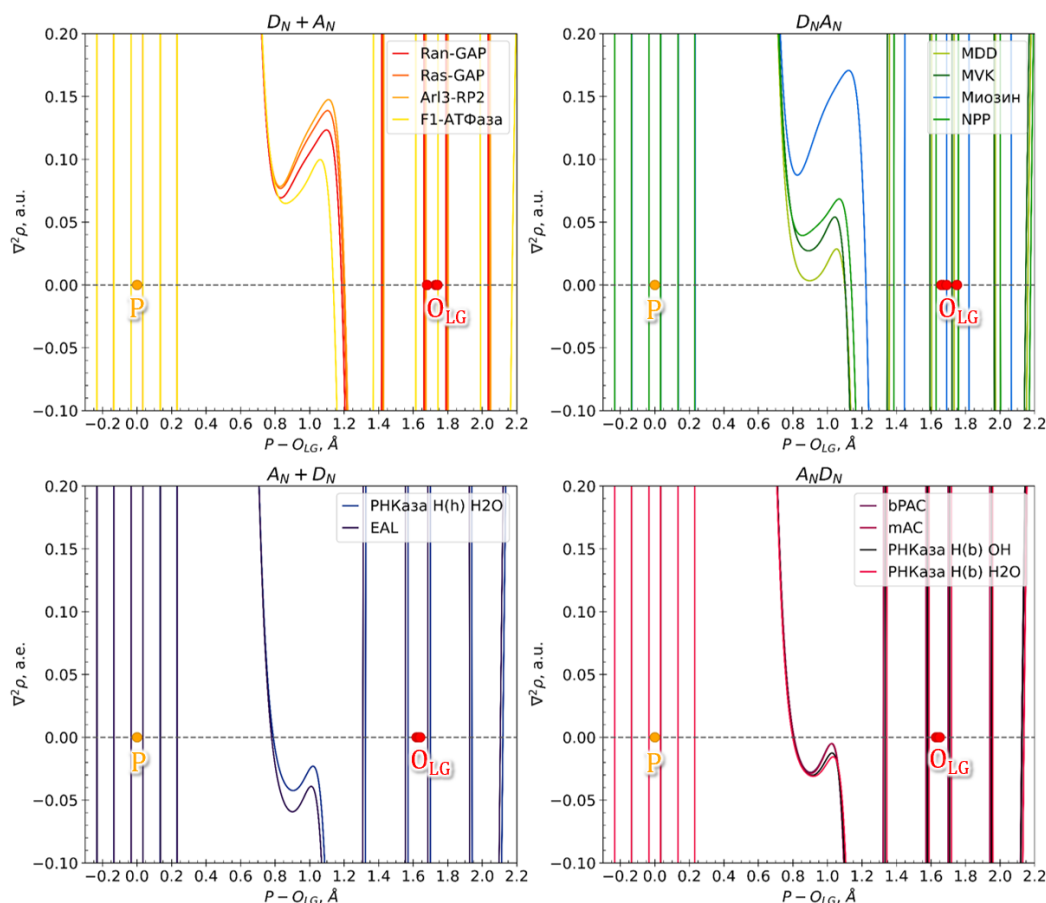 D_N + A_N
∇²ρ, a.u.
0.20
0.15
0.10
0.05
0.00
−0.05
−0.10
Ran-GAP
Ras-GAP
Arl3-RP2
F1-АТФаза
P
O_LG
−0.2 0.0 0.2 0.4 0.6 0.8 1.0 1.2 1.4 1.6 1.8 2.0 2.2
P − O_LG, Å
D_NA_N
∇²ρ, a.u.
0.20
0.15
0.10
0.05
0.00
−0.05
−0.10
MDD
MVK
Миозин
NPP
P
O_LG
−0.2 0.0 0.2 0.4 0.6 0.8 1.0 1.2 1.4 1.6 1.8 2.0 2.2
P − O_LG, Å
A_N + D_N
∇²ρ, a.e.
0.20
0.15
0.10
0.05
0.00
−0.05
−0.10
РНКаза H(h) H2O
EAL
P
O_LG
−0.2 0.0 0.2 0.4 0.6 0.8 1.0 1.2 1.4 1.6 1.8 2.0 2.2
P − O_LG, Å
A_ND_N
∇²ρ, a.u.
0.20
0.15
0.10
0.05
0.00
−0.05
−0.10
bPAC
mAC
РНКаза H(b) OH
РНКаза H(b) H2O
P
O_LG
−0.2 0.0 0.2 0.4 0.6 0.8 1.0 1.2 1.4 1.6 1.8 2.0 2.2
P − O_LG, Å